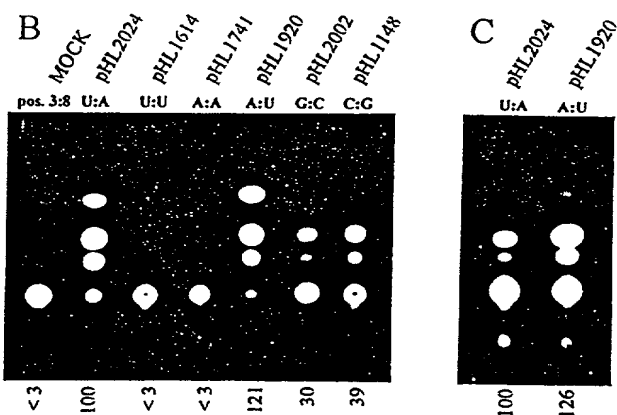 B
MOCK pHL2024 pHL1614 pHL1741 pHL1920 pHL2002 pHL1148
pos. 3:8 U:A U:U A:A A:U G:C C:G
<3 100 <3 <3 121 30 39
C
pHL2024 pHL1920
U:A A:U
100 126